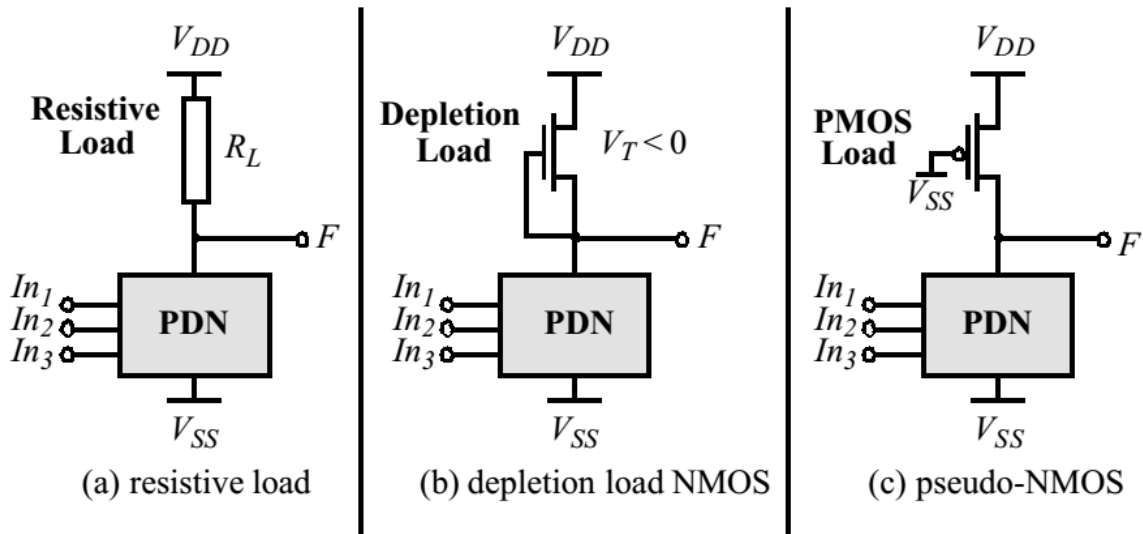 V_DD
Resistive
Load
R_L
F
In_1
In_2
In_3
PDN
V_SS
(a) resistive load
V_DD
Depletion
Load
V_T < 0
F
In_1
In_2
In_3
PDN
V_SS
(b) depletion load NMOS
V_DD
PMOS
Load
V_SS
F
In_1
In_2
In_3
PDN
V_SS
(c) pseudo-NMOS